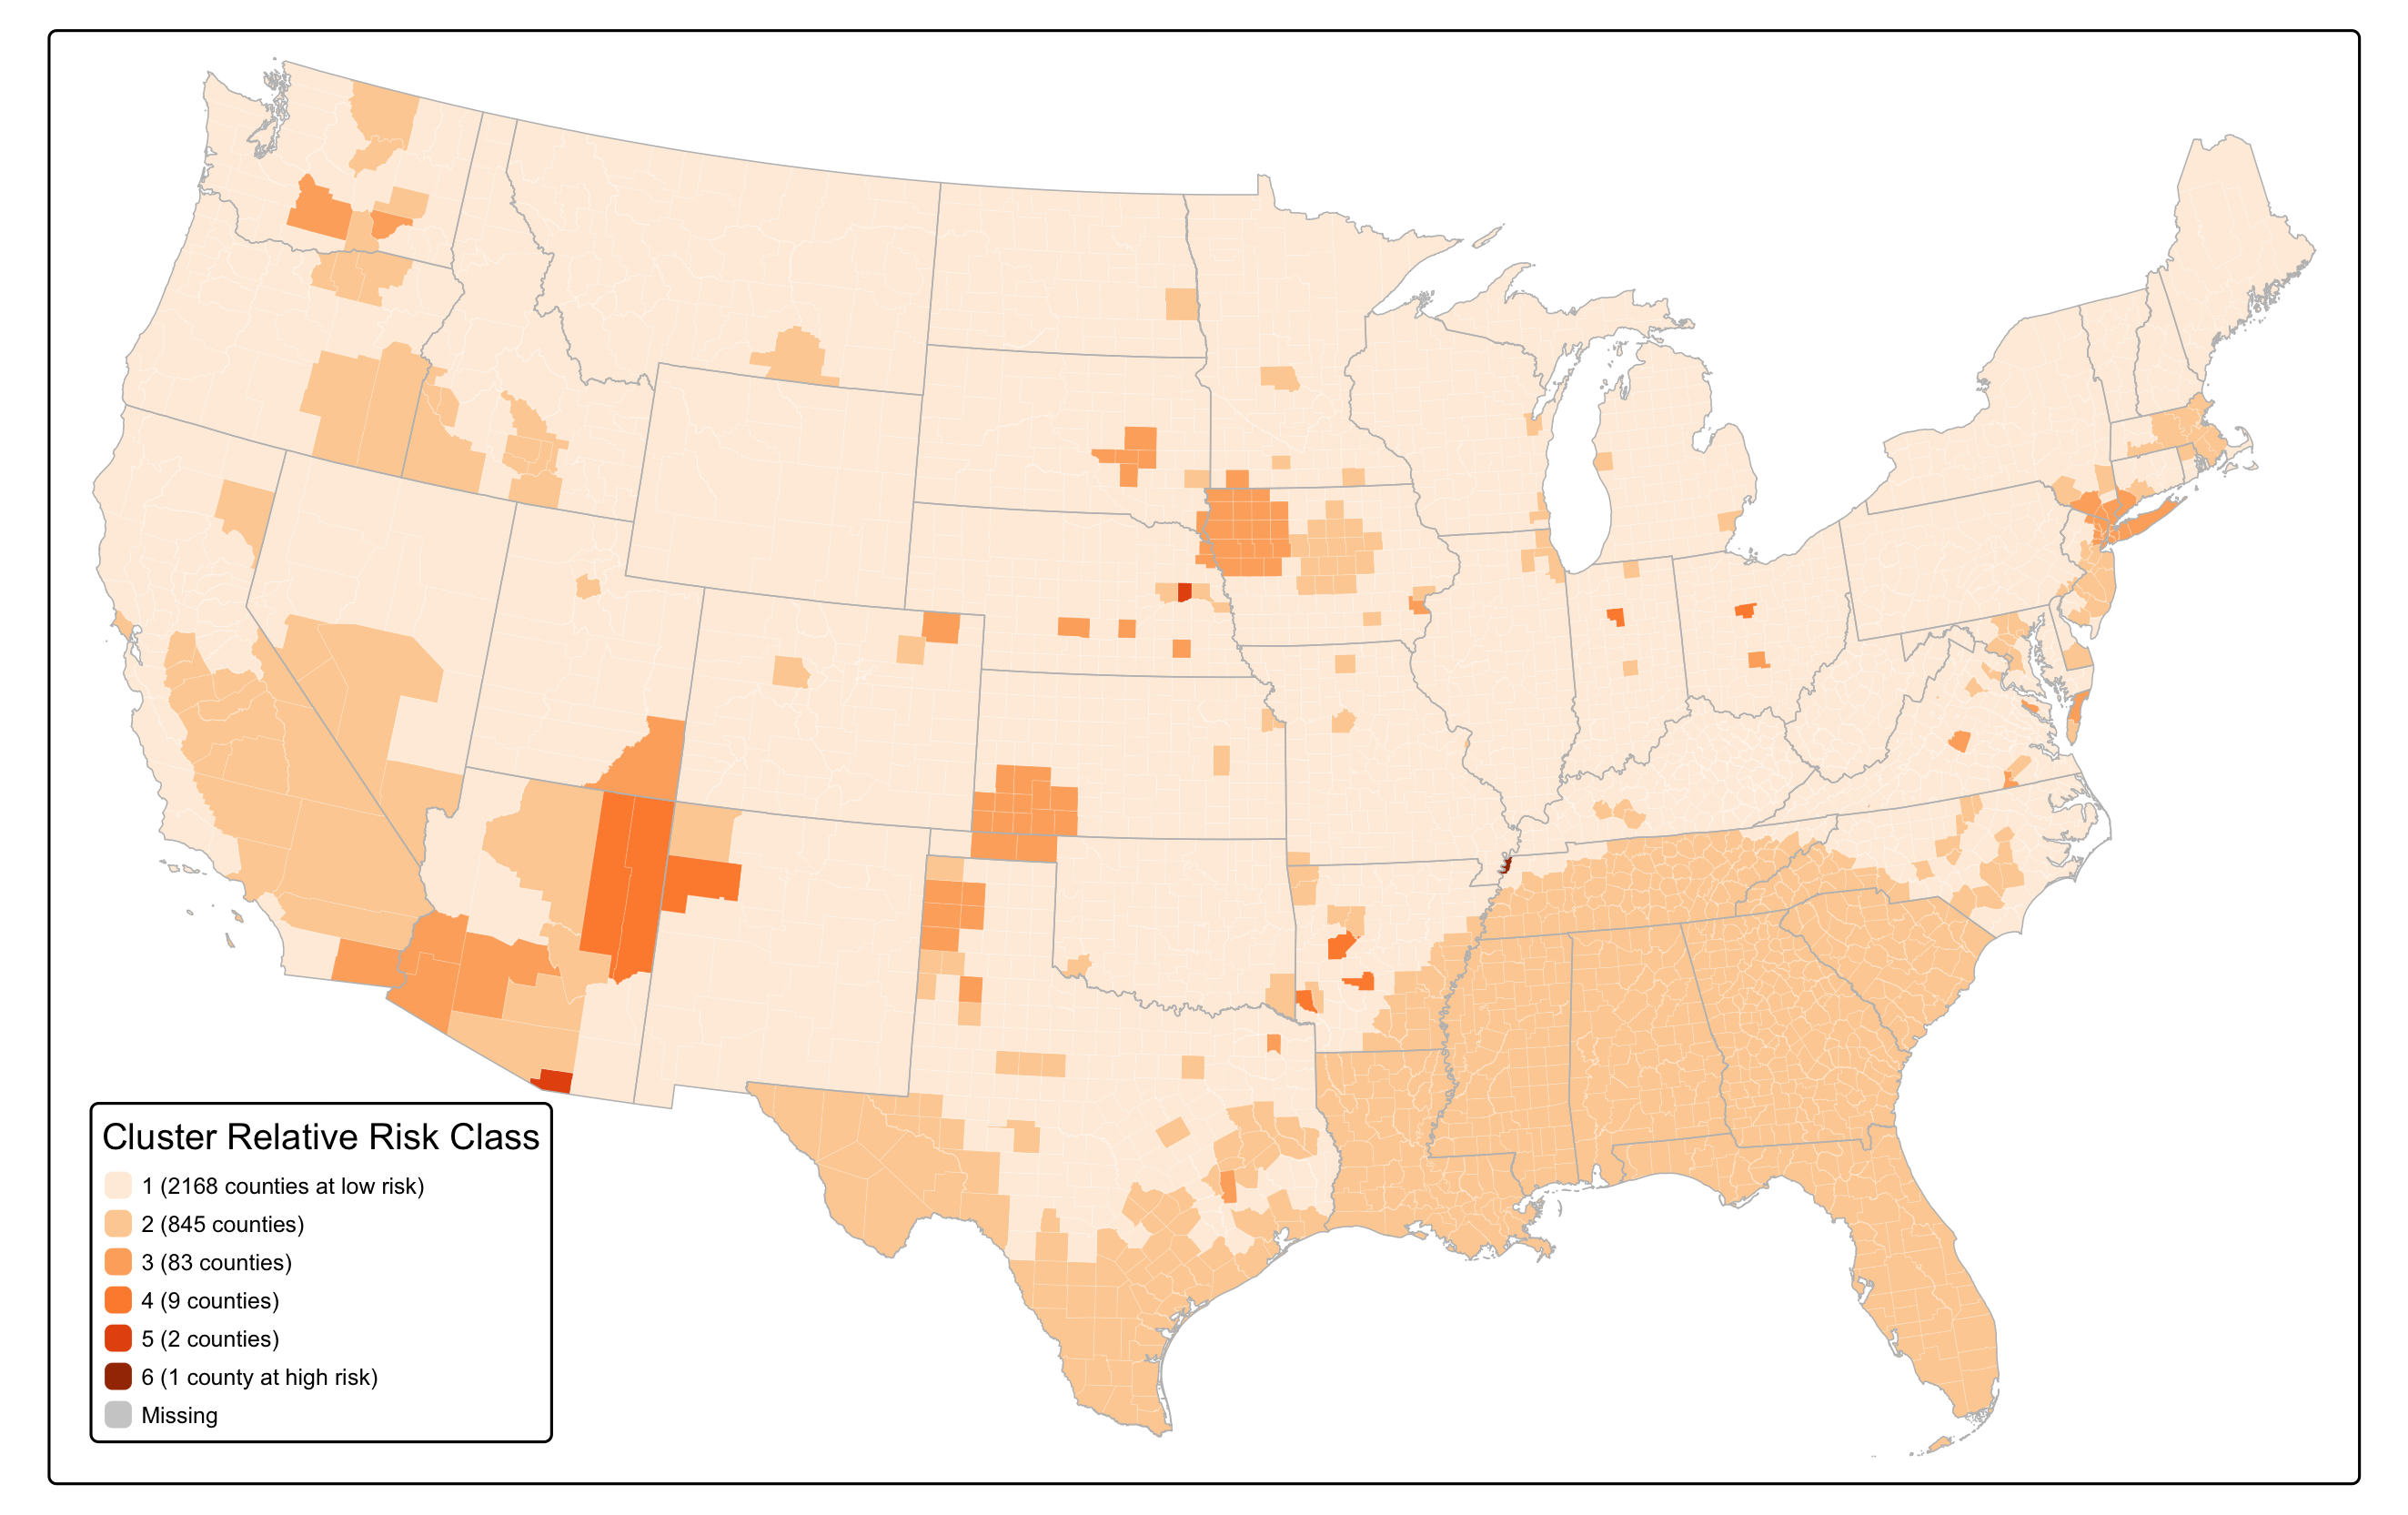 Cluster Relative Risk Class
1 (2168 counties at low risk)
2 (845 counties)
3 (83 counties)
4 (9 counties)
5 (2 counties)
6 (1 county at high risk)
Missing